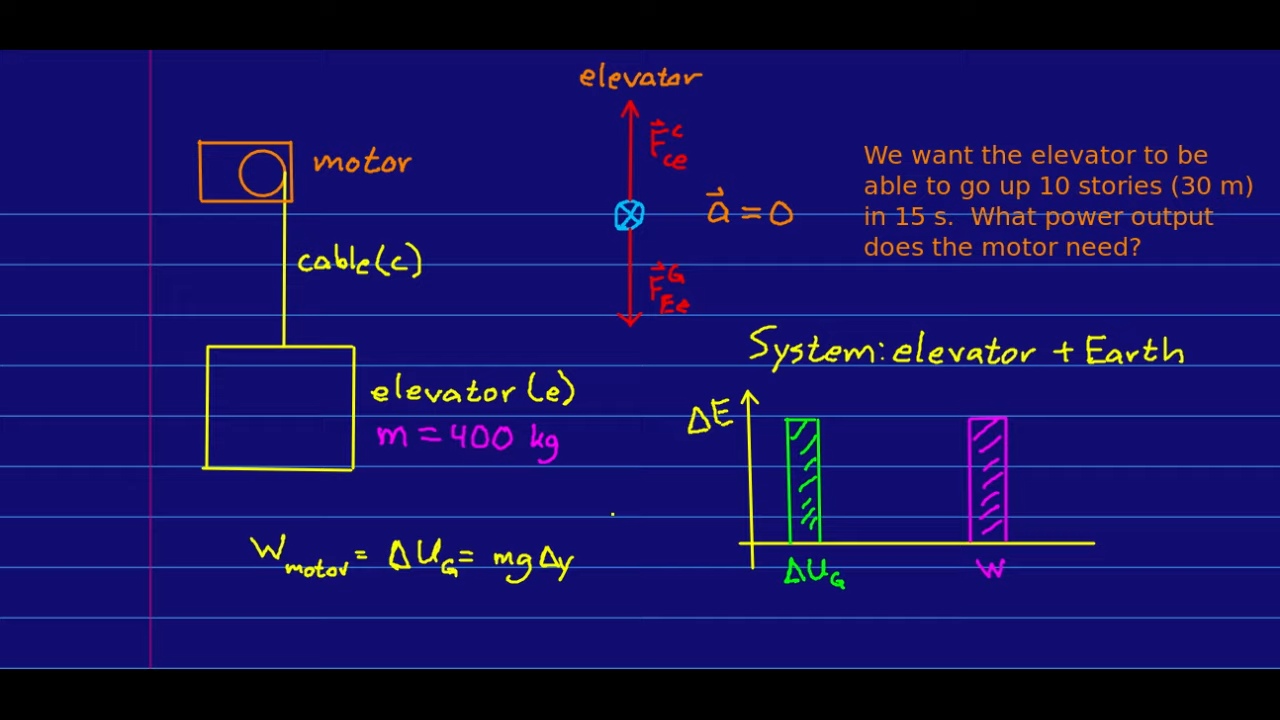 elevator
F⃗ᶜ_ce
motor
a⃗ = 0
We want the elevator to be
able to go up 10 stories (30 m)
in 15 s. What power output
does the motor need?
cable(c)
F⃗ᴳ_Ee
System: elevator + Earth
elevator (e)
ΔE
m = 400 kg
W_motor = ΔU_G = mgΔy
ΔU_G
W